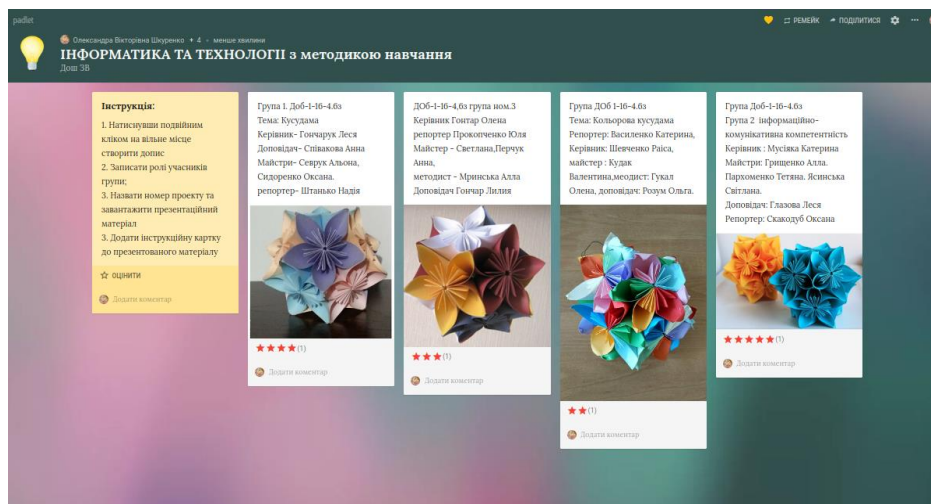 padlet
РЕМЕЙК
ПОДІЛИТИСЯ
Олександра Вікторівна Шкуренко + 4 • менше хвилини
ІНФОРМАТИКА ТА ТЕХНОЛОГІЇ з методикою навчання
Дош ЗВ
Інструкція:
1. Натиснувши подвійним
кліком на вільне місце
створити допис
2. Записати ролі учасників
групи;
3. Назвати номер проекту та
завантажити презентаційний
матеріал
3. Додати інструкційну картку
до презентованого матеріалу
оцінити
Додати коментар
Група 1. Доб-1-16-4.6з
Тема: Кусудама
Керівник- Гончарук Леся
Доповідач- Співакова Анна
Майстри- Севрук Альона,
Сидоренко Оксана.
репортер- Штанько Надія
(1)
Додати коментар
ДОб-1-16-4,6з група ном.3
Керівник Гонтар Олена
репортер Прокопченко Юля
Майстер - Светлана,Перчук
Анна,
методист - Мринська Алла
Доповідач Гончар Лилия
(1)
Додати коментар
Група ДОб 1-16-4.6з
Тема: Кольорова кусудама
Репортер: Василенко Катерина,
Керівник: Шевченко Раїса,
майстер : Кудак
Валентина,меодист: Гукал
Олена, доповідач: Розум Ольга.
(1)
Додати коментар
Група Доб-1-16-4.6з
Група 2 інформаційно-
комунікативна компетентність
Керівник : Мусіяка Катерина
Майстри: Грищенко Алла.
Пархоменко Тетяна. Ясинська
Світлана.
Доповідач: Глазова Леся
Репортер: Скакодуб Оксана
(1)
Додати коментар